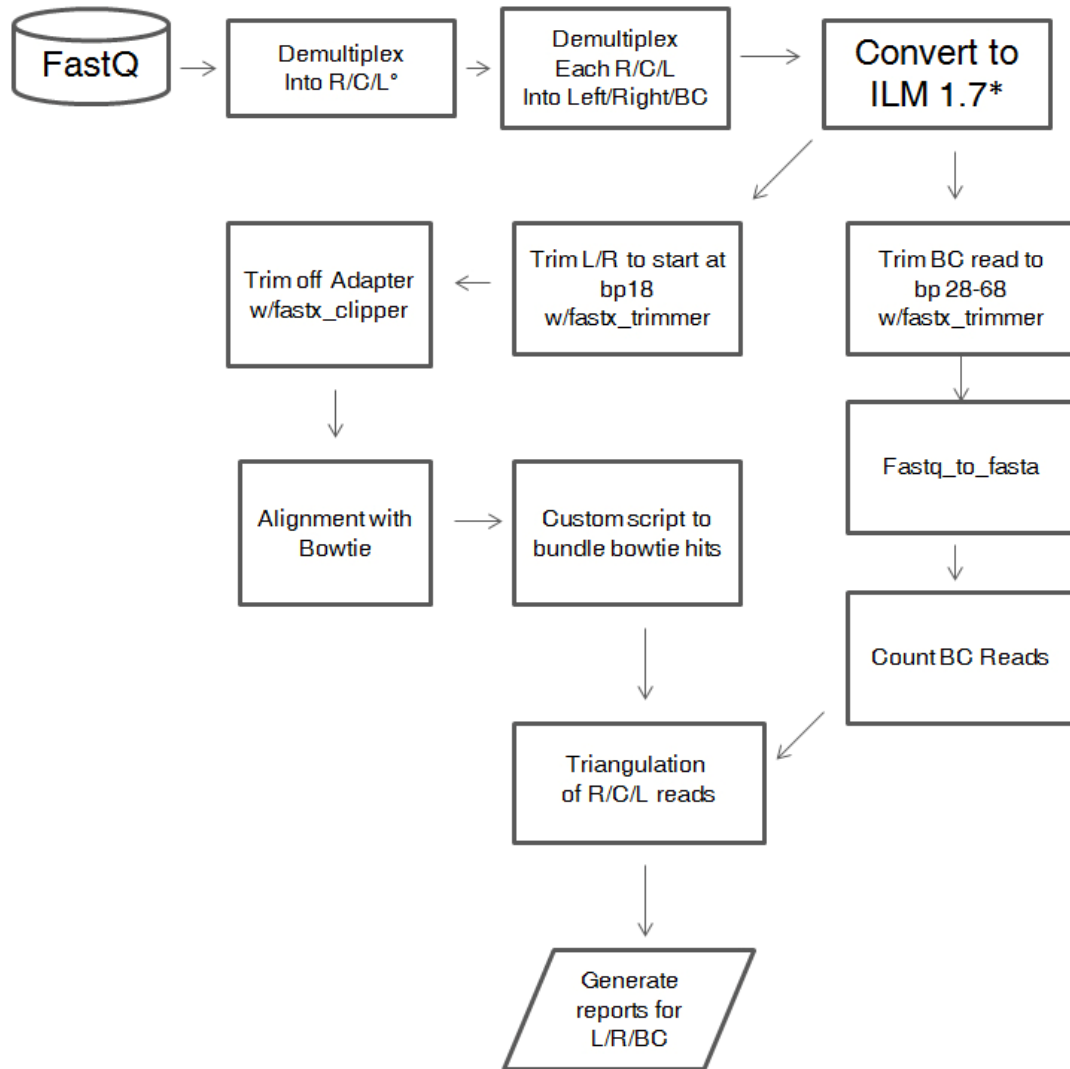 FastQ
Demultiplex
Into R/C/L°
Demultiplex
Each R/C/L
Into Left/Right/BC
Convert to
ILM 1.7*
Trim off Adapter
w/fastx_clipper
Trim L/R to start at
bp18
w/fastx_trimmer
Trim BC read to
bp 28-68
w/fastx_trimmer
Fastq_to_fasta
Alignment with
Bowtie
Custom script to
bundle bowtie hits
Count BC Reads
Triangulation
of R/C/L reads
Generate
reports for
L/R/BC